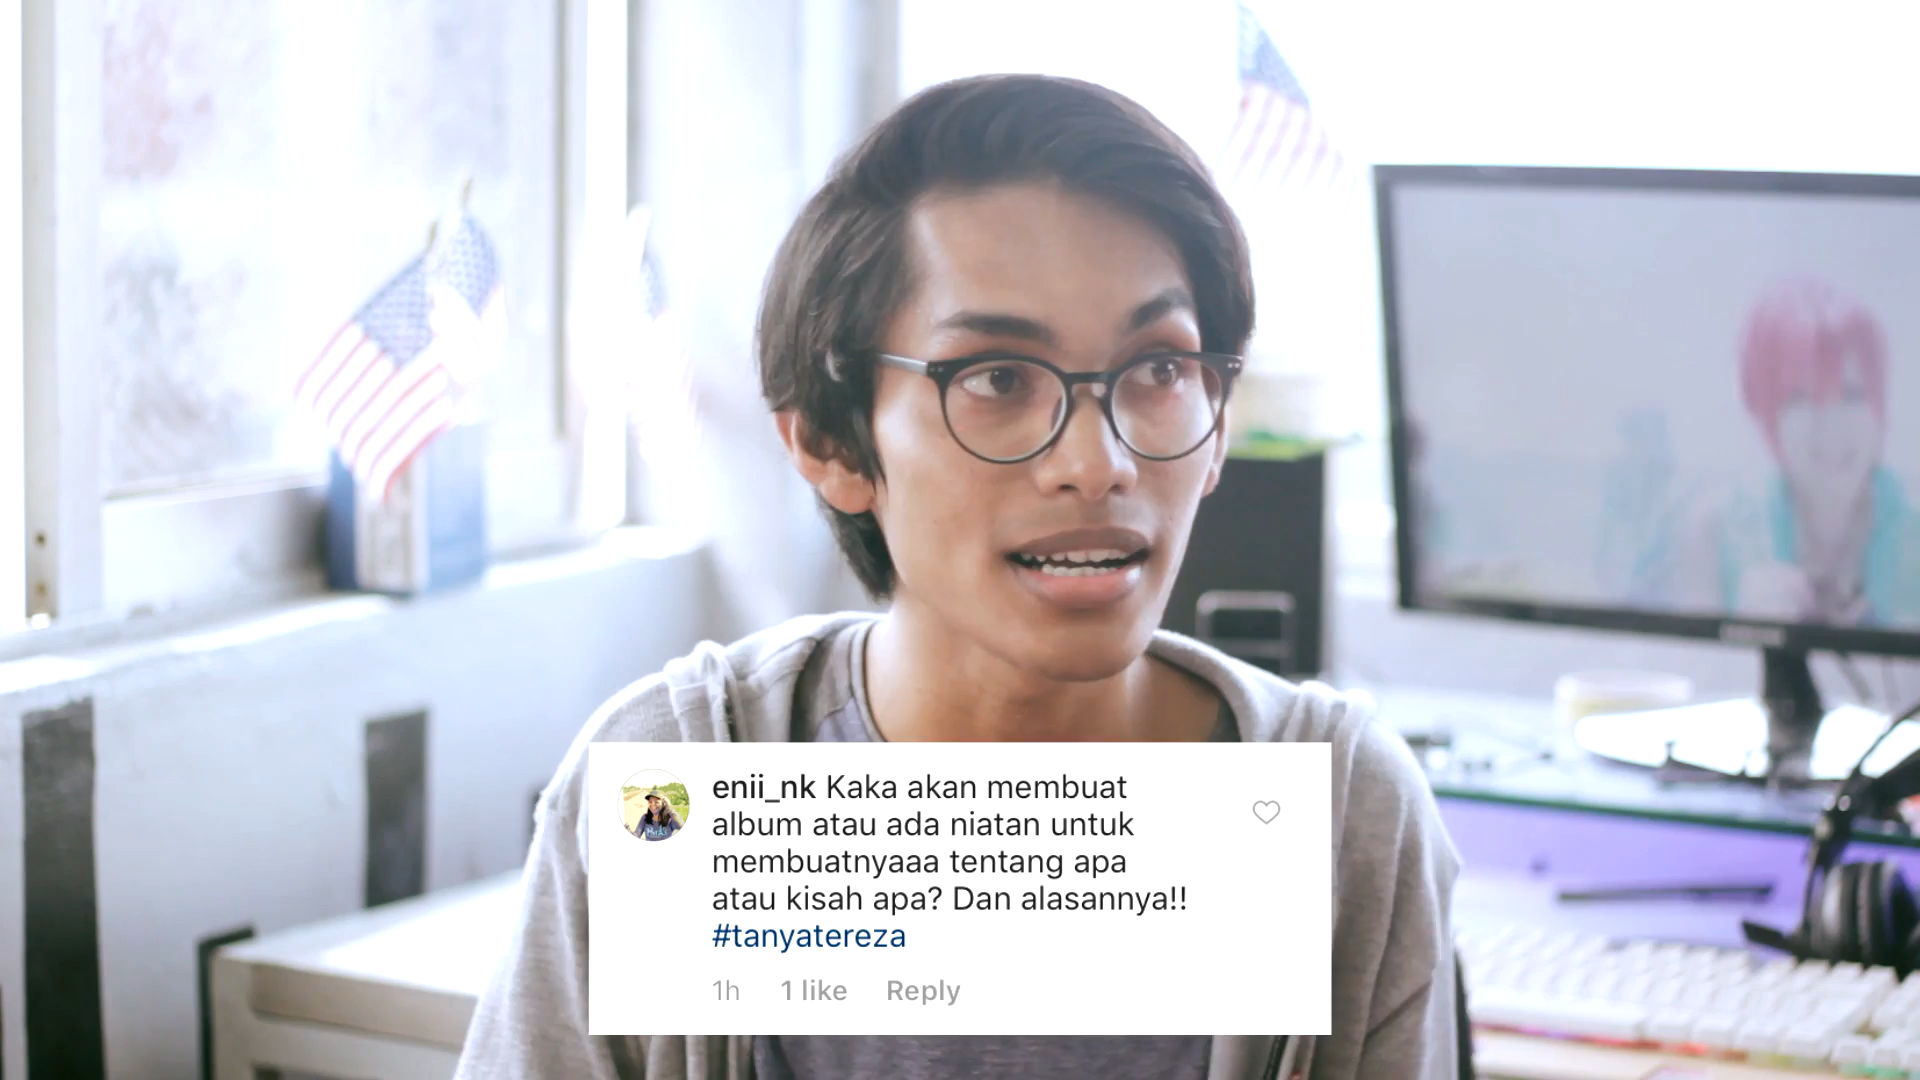 enii_nk Kaka akan membuat
album atau ada niatan untuk
membuatnyaaa tentang apa
atau kisah apa? Dan alasannya!!
#tanyatereza
1h 1 like Reply